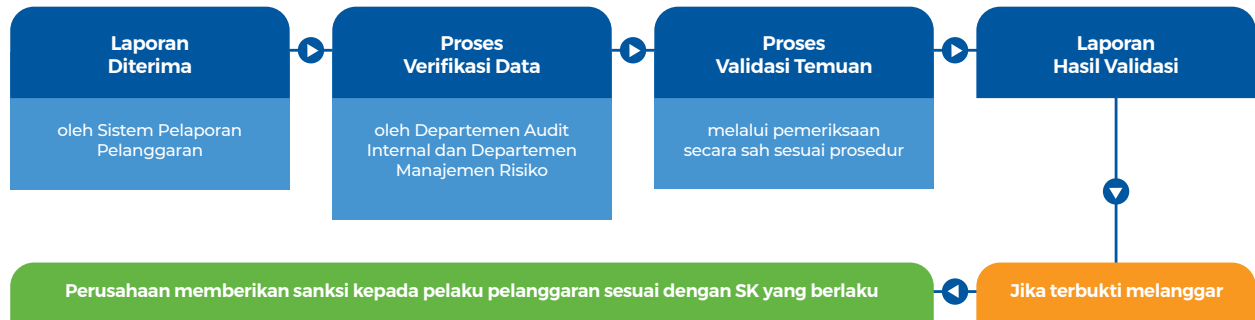 Laporan
Diterima
oleh Sistem Pelaporan
Pelanggaran
Proses
Verifikasi Data
oleh Departemen Audit
Internal dan Departemen
Manajemen Risiko
Proses
Validasi Temuan
melalui pemeriksaan
secara sah sesuai prosedur
Laporan
Hasil Validasi
Jika terbukti melanggar
Perusahaan memberikan sanksi kepada pelaku pelanggaran sesuai dengan SK yang berlaku